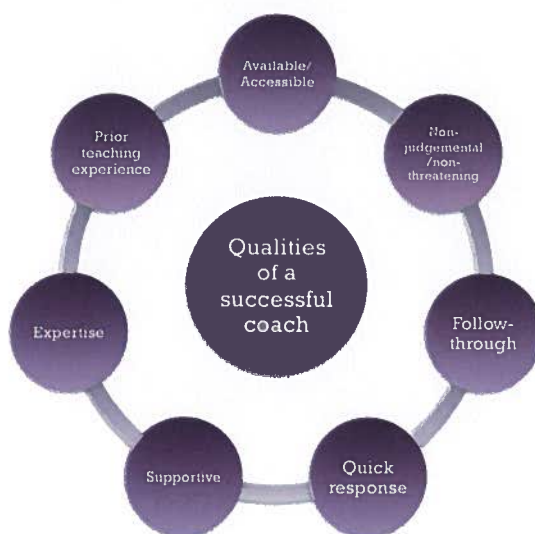 Available/
Accessible
Non-
judgemental
/non-
threatening
Follow-
through
Quick
response
Supportive
Expertise
Prior
teaching
experience
Qualities
of a
successful
coach